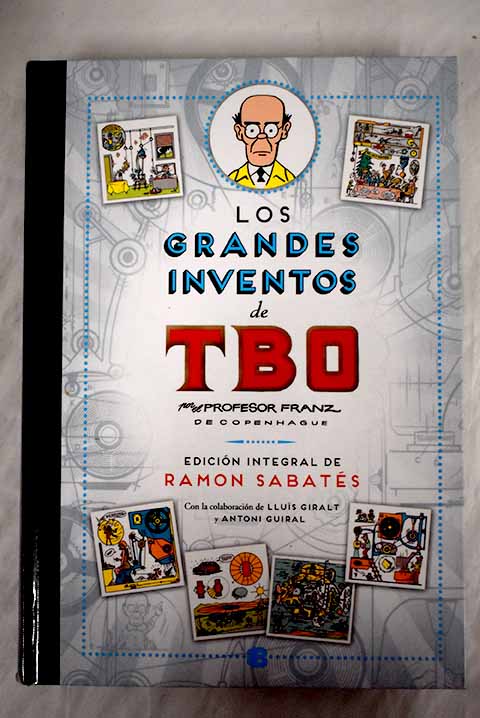 LOS
GRANDES
INVENTOS
de
TBO
por el PROFESOR FRANZ
DE COPENHAGUE
EDICIÓN INTEGRAL DE
RAMON SABATÉS
Con la colaboración de LLUÍS GIRALT
y ANTONI GUIRAL
B